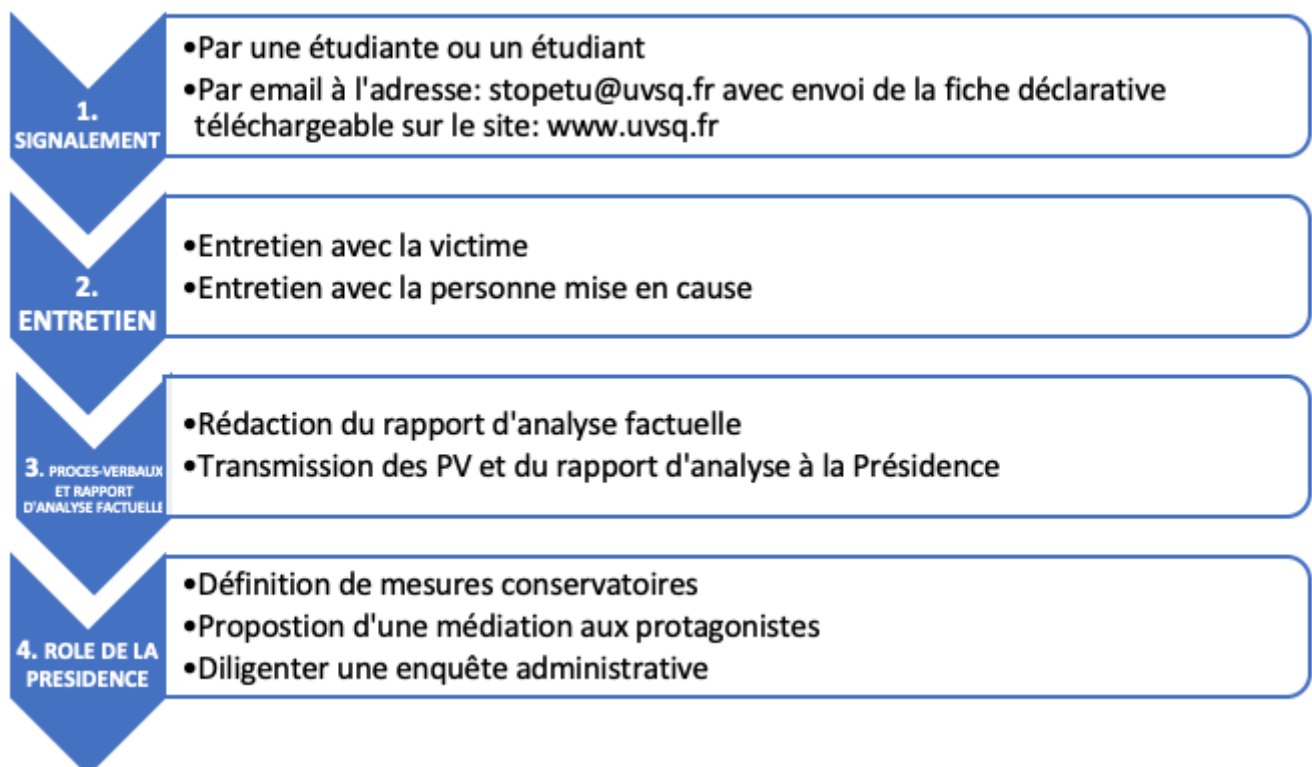 1.
SIGNALEMENT
•Par une étudiante ou un étudiant
•Par email à l'adresse: stopetu@uvsq.fr avec envoi de la fiche déclarative
téléchargeable sur le site: www.uvsq.fr
2.
ENTRETIEN
•Entretien avec la victime
•Entretien avec la personne mise en cause
3. PROCES-VERBAUX
ET RAPPORT
D'ANALYSE FACTUELLE
•Rédaction du rapport d'analyse factuelle
•Transmission des PV et du rapport d'analyse à la Présidence
4. ROLE DE LA
PRESIDENCE
•Définition de mesures conservatoires
•Propostion d'une médiation aux protagonistes
•Diligenter une enquête administrative